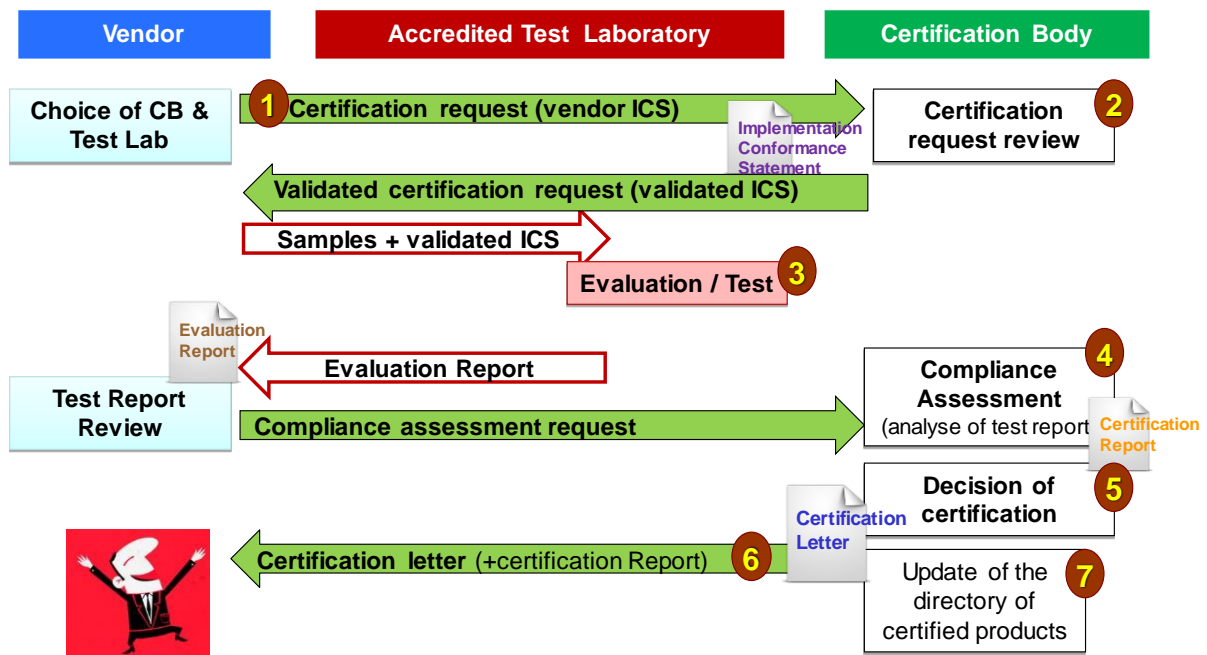 Vendor
Accredited Test Laboratory
Certification Body
Choice of CB &
Test Lab
1
Certification request (vendor ICS)
Implementation
Conformance
Statement
Certification
request review
2
Validated certification request (validated ICS)
Samples + validated ICS
Evaluation / Test
3
Evaluation
Report
Evaluation Report
Test Report
Review
Compliance assessment request
Compliance
Assessment
(analyse of test report
4
Certification
Report
Decision of
certification
5
Certification
Letter
Certification letter (+certification Report)
6
Update of the
directory of
certified products
7